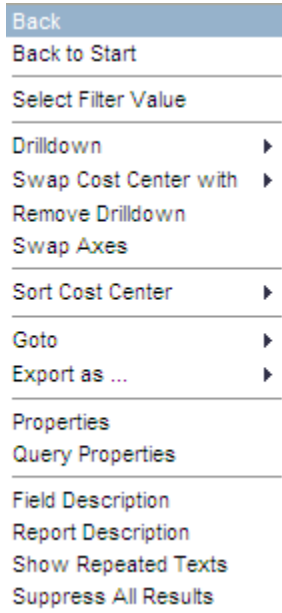 Back
Back to Start
Select Filter Value
Drilldown
Swap Cost Center with
Remove Drilldown
Swap Axes
Sort Cost Center
Goto
Export as ...
Properties
Query Properties
Field Description
Report Description
Show Repeated Texts
Suppress All Results